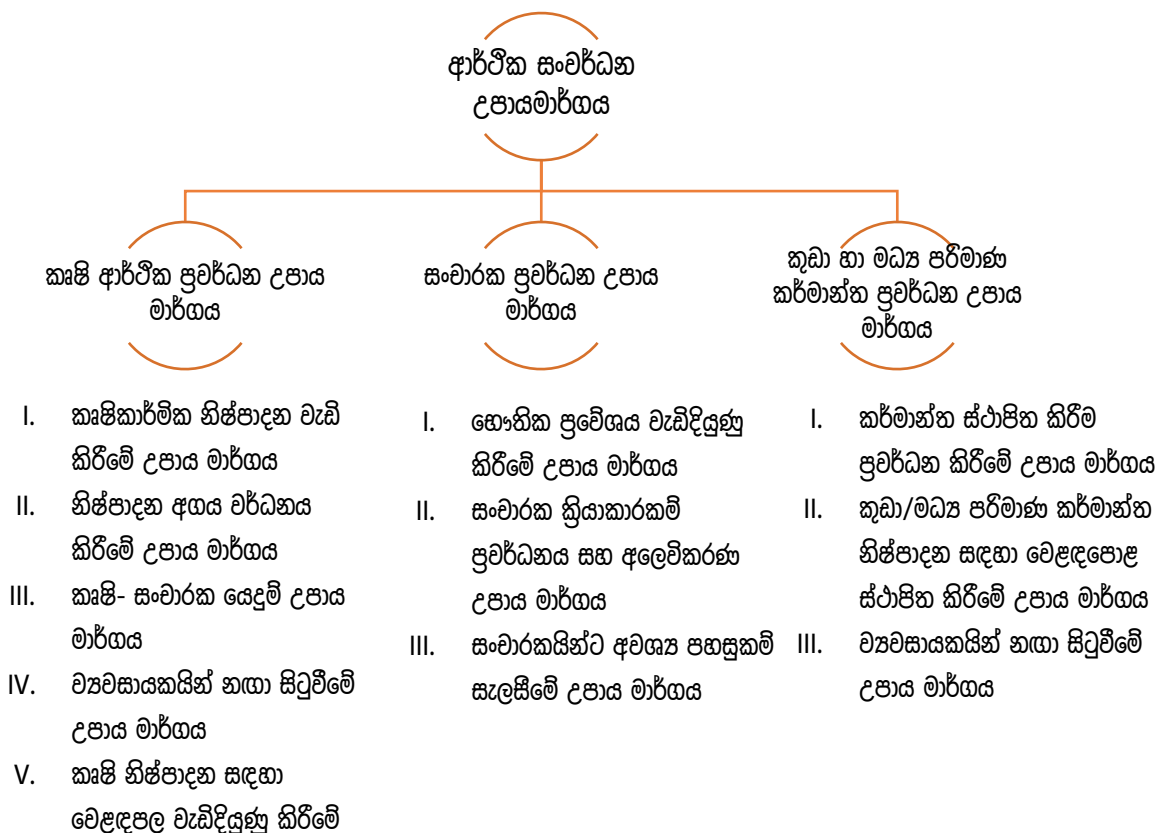 ආර්ථික සංවර්ධන
උපායමාර්ගය
කෘෂි ආර්ථික ප්‍රවර්ධන උපාය
මාර්ගය
සංචාරක ප්‍රවර්ධන උපාය
මාර්ගය
කුඩා හා මධ්‍ය පරිමාණ
කර්මාන්ත ප්‍රවර්ධන උපාය
මාර්ගය
I. කෘෂිකාර්මික නිෂ්පාදන වැඩි
කිරීමේ උපාය මාර්ගය
II. නිෂ්පාදන අගය වර්ධනය
කිරීමේ උපාය මාර්ගය
III. කෘෂි- සංචාරක යෙදුම් උපාය
මාර්ගය
IV. ව්‍යවසායකයින් නඟා සිටුවීමේ
උපාය මාර්ගය
V. කෘෂි නිෂ්පාදන සඳහා
වෙළඳපල වැඩිදියුණු කිරීමේ
I. භෞතික ප්‍රවේශය වැඩිදියුණු
කිරීමේ උපාය මාර්ගය
II. සංචාරක ක්‍රියාකාරකම්
ප්‍රවර්ධනය සහ අලෙවිකරණ
උපාය මාර්ගය
III. සංචාරකයින්ට අවශ්‍ය පහසුකම්
සැලසීමේ උපාය මාර්ගය
I. කර්මාන්ත ස්ථාපිත කිරීම
ප්‍රවර්ධන කිරීමේ උපාය මාර්ගය
II. කුඩා/මධ්‍ය පරිමාණ කර්මාන්ත
නිෂ්පාදන සඳහා වෙළඳපොළ
ස්ථාපිත කිරීමේ උපාය මාර්ගය
III. ව්‍යවසායකයින් නඟා සිටුවීමේ
උපාය මාර්ගය